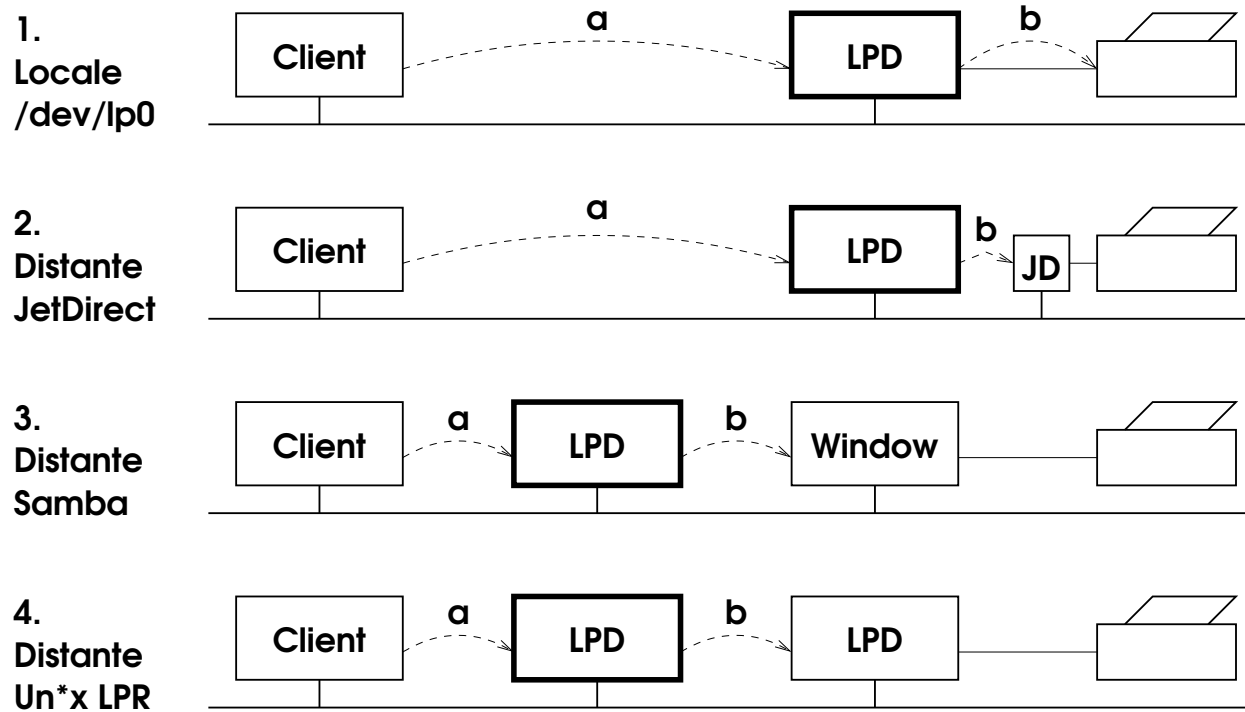 1.
Locale
/dev/lp0
Client
a
LPD
b
2.
Distante
JetDirect
Client
a
LPD
b
JD
3.
Distante
Samba
Client
a
LPD
b
Window
4.
Distante
Un*x LPR
Client
a
LPD
b
LPD